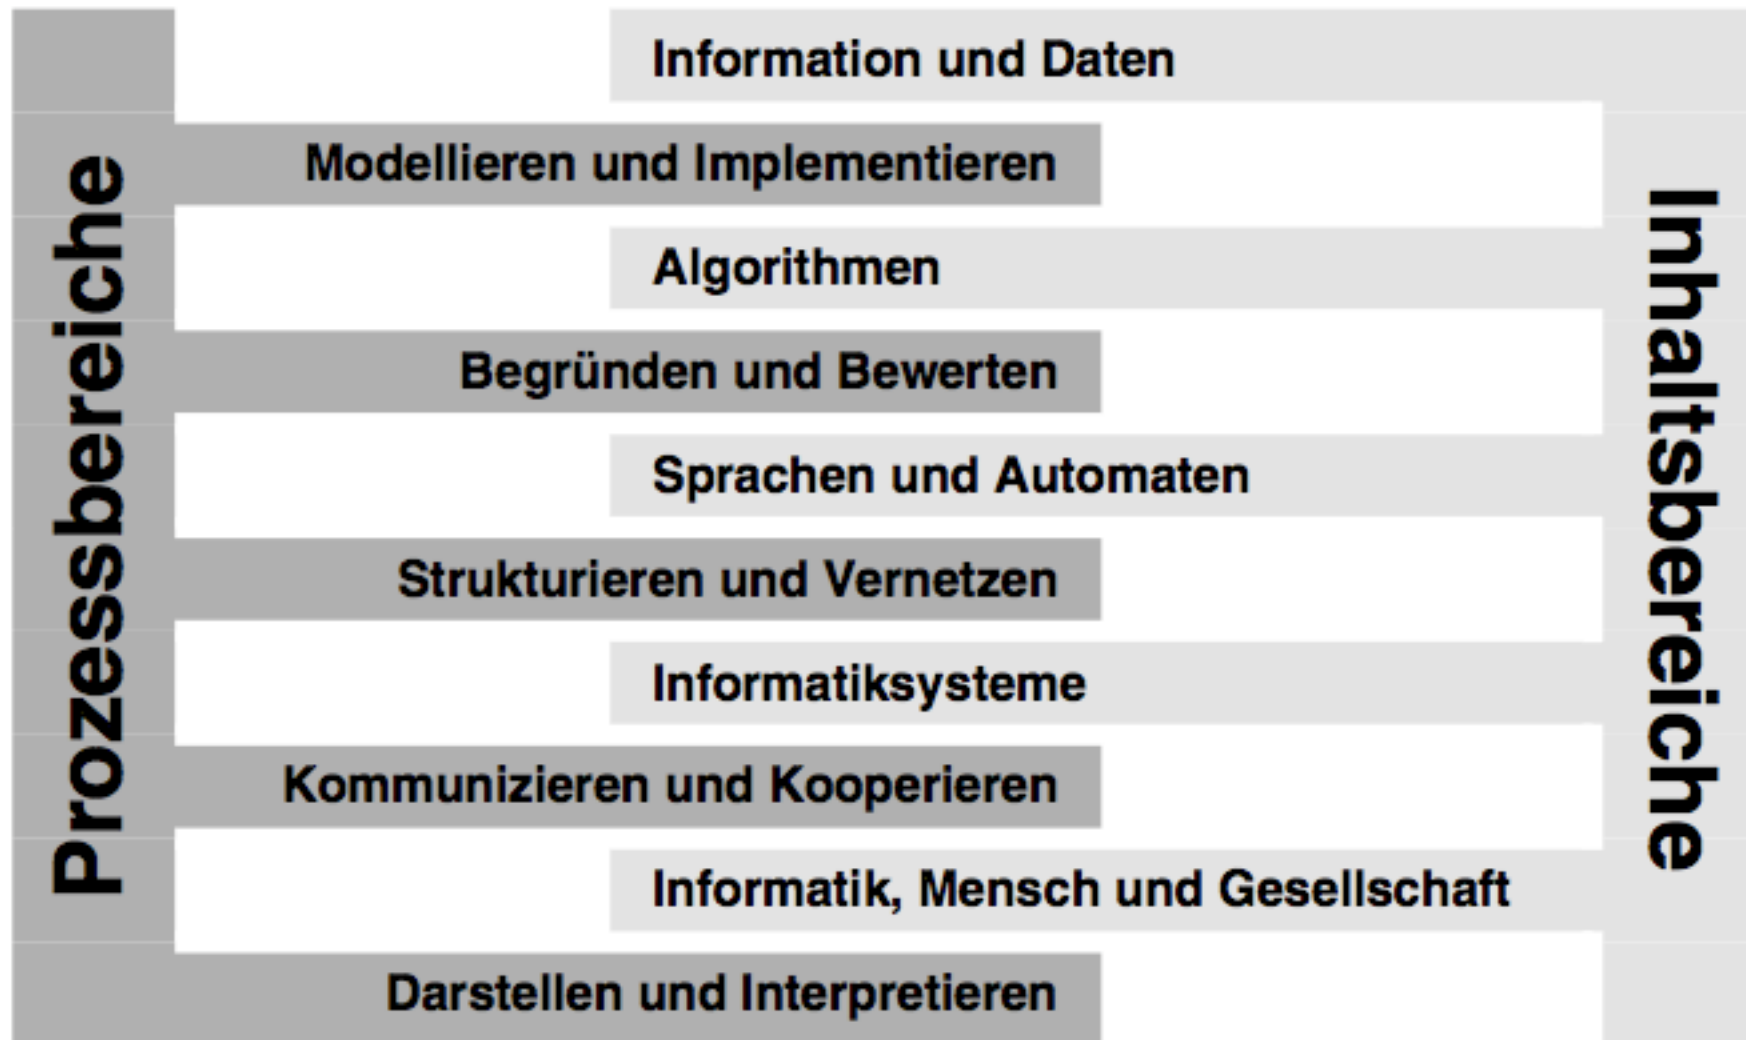 Prozessbereiche
Information und Daten
Modellieren und Implementieren
Algorithmen
Begründen und Bewerten
Sprachen und Automaten
Strukturieren und Vernetzen
Informatiksysteme
Kommunizieren und Kooperieren
Informatik, Mensch und Gesellschaft
Darstellen und Interpretieren
Inhaltsbereiche